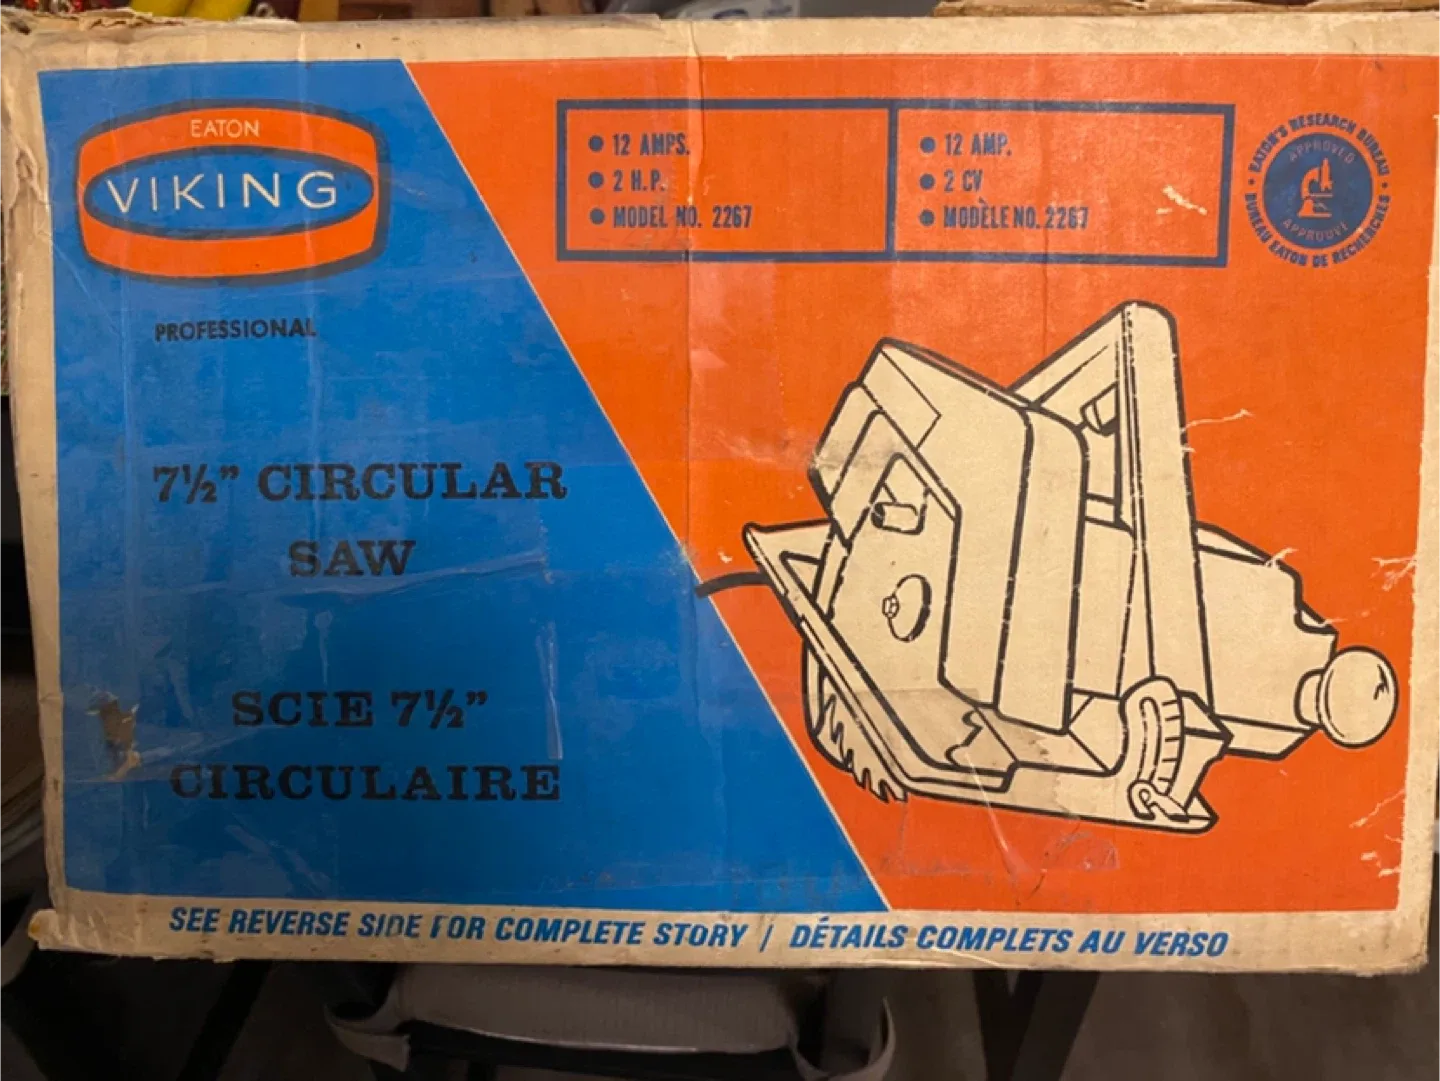 EATON
VIKING
PROFESSIONAL
7½” CIRCULAR
SAW
SCIE 7½”
CIRCULAIRE
● 12 AMPS.
● 2 H.P.
● MODEL NO. 2267
● 12 AMP.
● 2 CV
● MODÈLE NO. 2267
EATON'S RESEARCH BUREAU
APPROVED
APPROUVÉ
BUREAU EATON DE RECHERCHES
SEE REVERSE SIDE FOR COMPLETE STORY / DÉTAILS COMPLETS AU VERSO